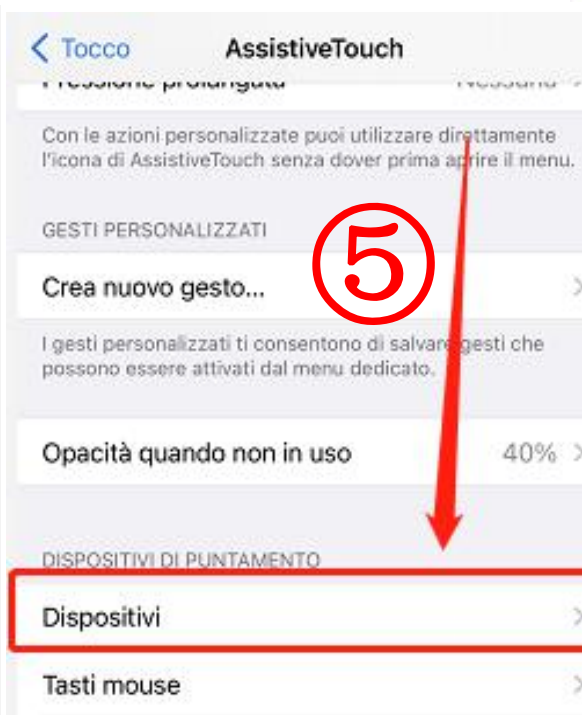 Tocco AssistiveTouch
Con le azioni personalizzate puoi utilizzare direttamente
l'icona di AssistiveTouch senza dover prima aprire il menu.
GESTI PERSONALIZZATI
⑤
Crea nuovo gesto...
I gesti personalizzati ti consentono di salvare gesti che
possono essere attivati dal menu dedicato.
Opacità quando non in uso 40%
DISPOSITIVI DI PUNTAMENTO
Dispositivi
Tasti mouse